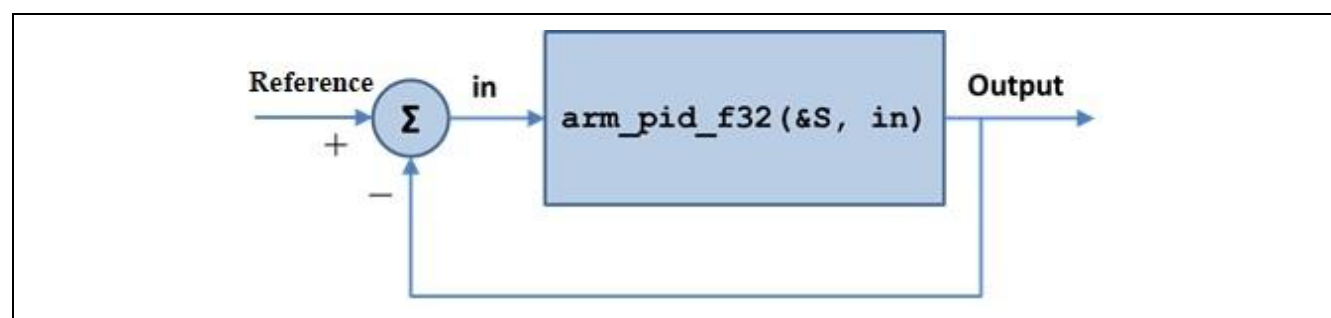 Reference
in
Output
Σ
arm_pid_f32(&S, in)
+
−